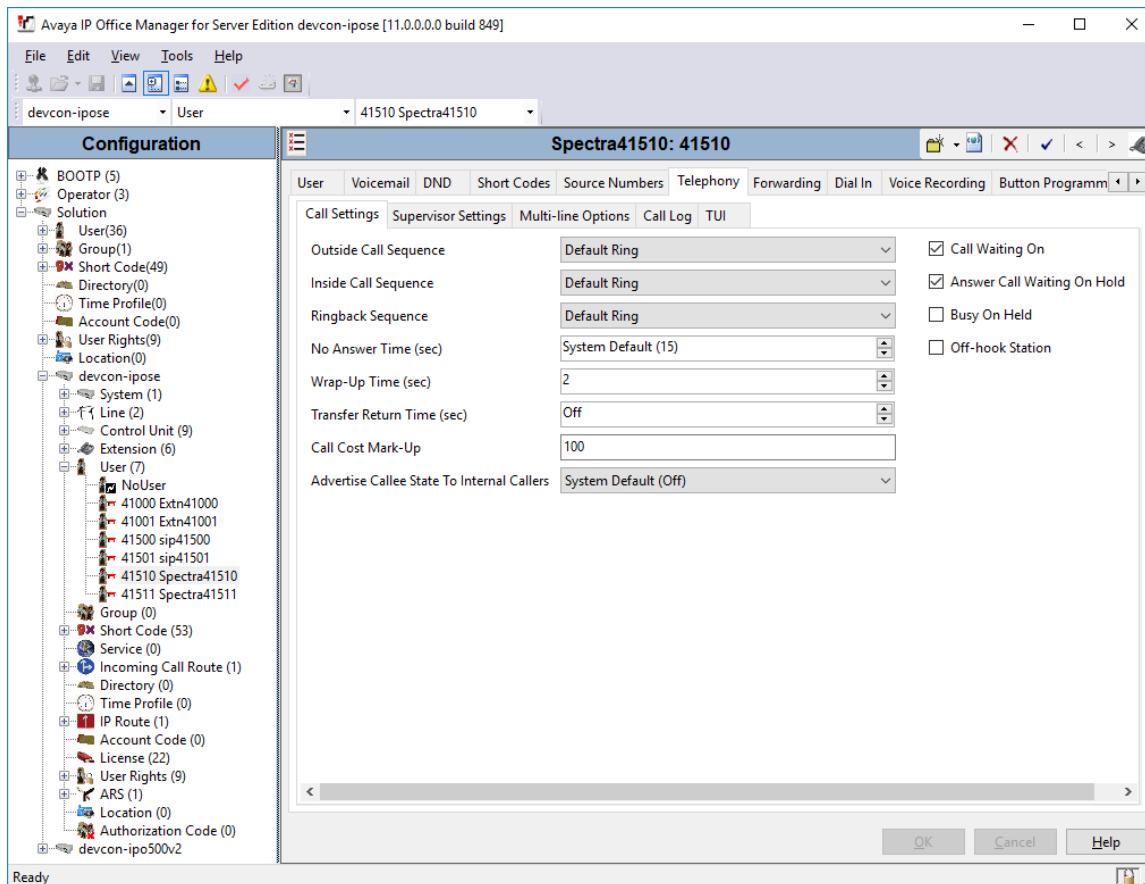 Avaya IP Office Manager for Server Edition devcon-ipose [11.0.0.0.0 build 849]
File Edit View Tools Help
devcon-ipose User 41510 Spectra41510
Configuration
BOOTP (5)
Operator (3)
Solution
User(36)
Group(1)
Short Code(49)
Directory(0)
Time Profile(0)
Account Code(0)
User Rights(9)
Location(0)
devcon-ipose
System (1)
Line (2)
Control Unit (9)
Extension (6)
User (7)
NoUser
41000 Extn41000
41001 Extn41001
41500 sip41500
41501 sip41501
41510 Spectra41510
41511 Spectra41511
Group (0)
Short Code (53)
Service (0)
Incoming Call Route (1)
Directory (0)
Time Profile (0)
IP Route (1)
Account Code (0)
License (22)
User Rights (9)
ARS (1)
Location (0)
Authorization Code (0)
devcon-ipo500v2
Spectra41510: 41510
User Voicemail DND Short Codes Source Numbers Telephony Forwarding Dial In Voice Recording Button Programm
Call Settings Supervisor Settings Multi-line Options Call Log TUI
Outside Call Sequence Default Ring Call Waiting On
Inside Call Sequence Default Ring Answer Call Waiting On Hold
Ringback Sequence Default Ring Busy On Held
No Answer Time (sec) System Default (15) Off-hook Station
Wrap-Up Time (sec) 2
Transfer Return Time (sec) Off
Call Cost Mark-Up 100
Advertise Callee State To Internal Callers System Default (Off)
OK Cancel Help
Ready